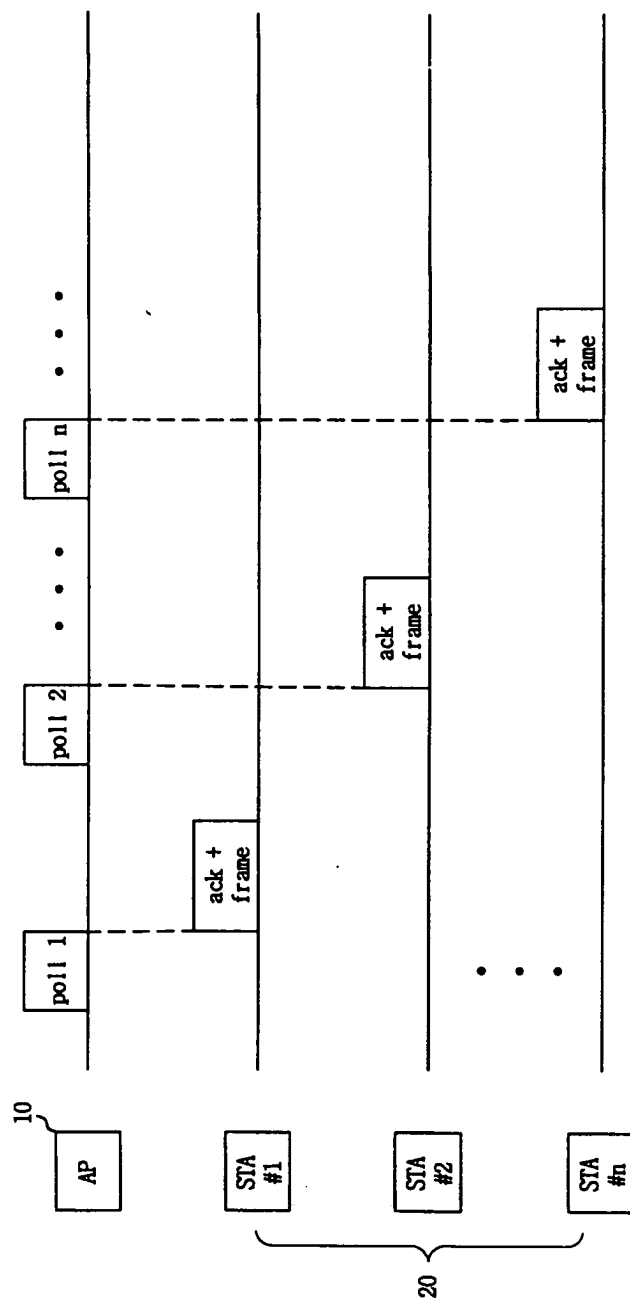 10
AP
poll 1
poll 2
poll n
STA
#1
ack +
frame
STA
#2
ack +
frame
20
STA
#n
ack +
frame